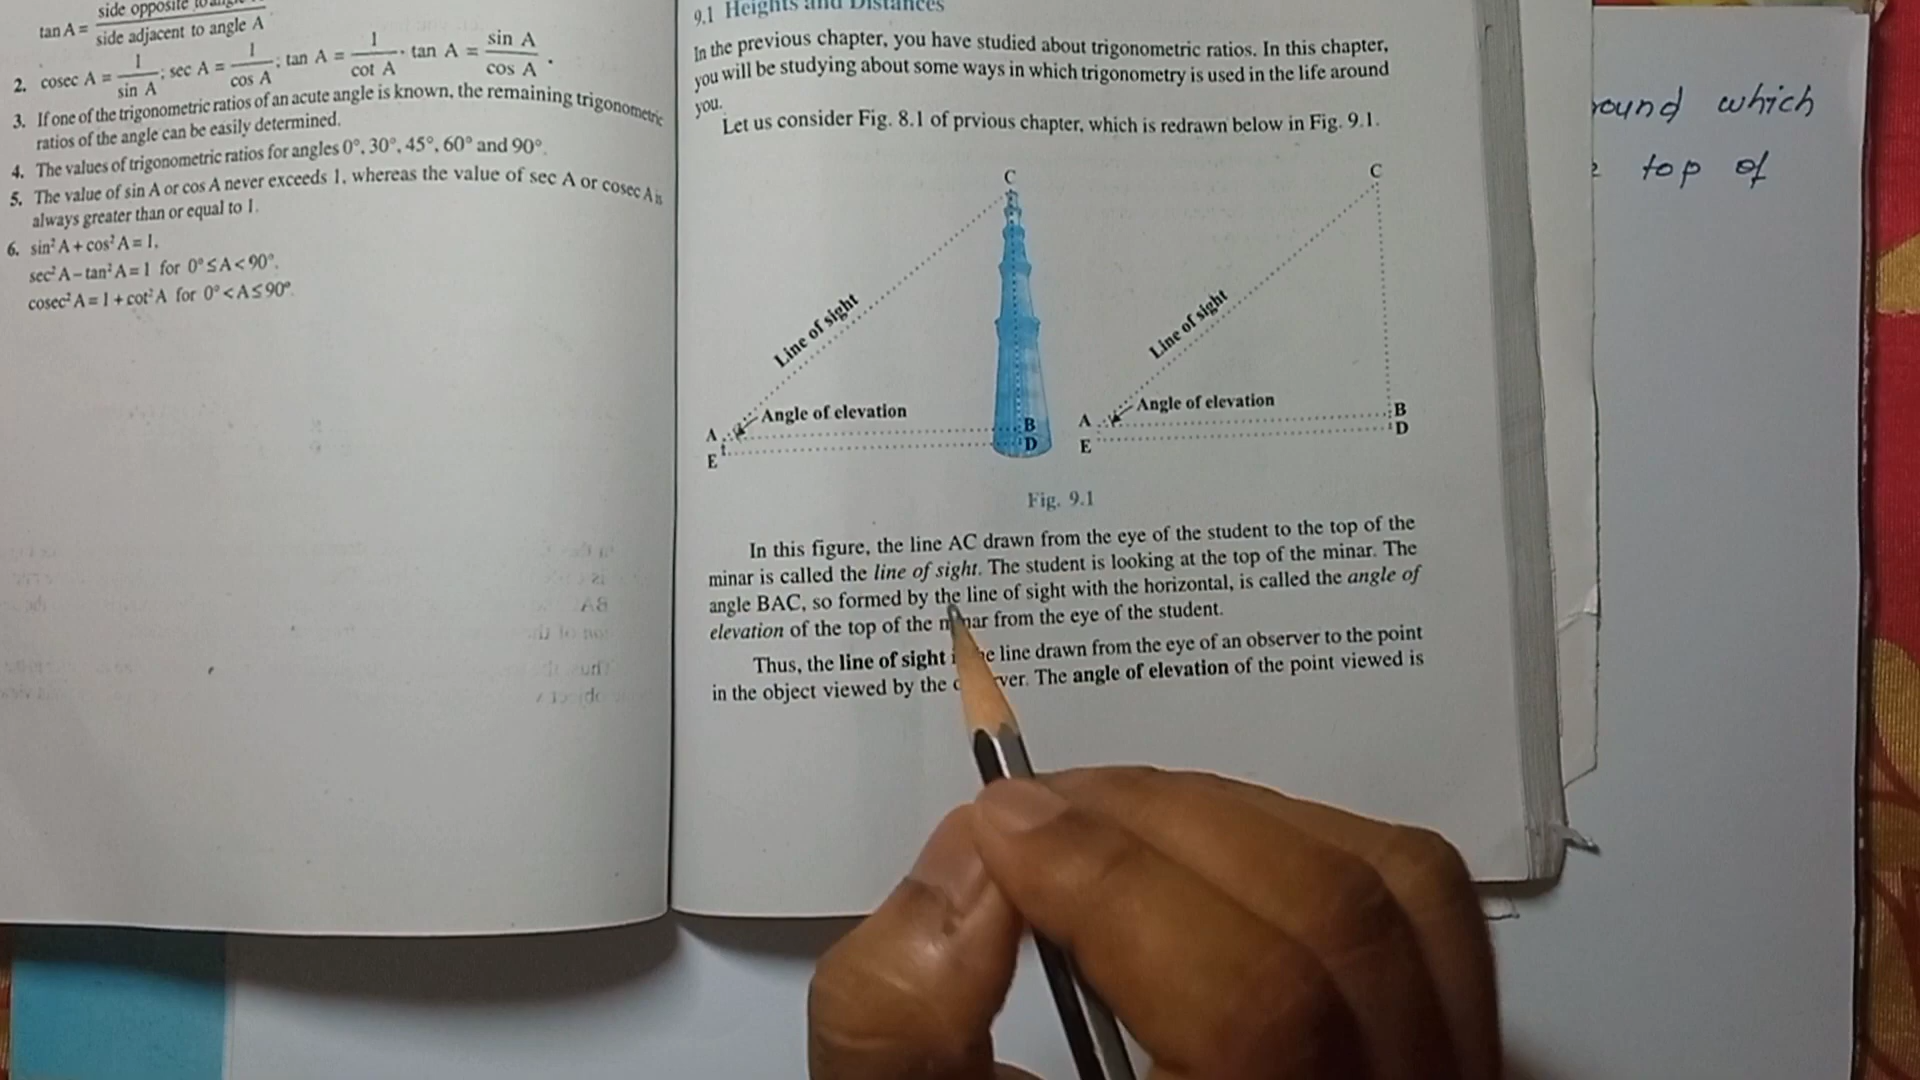 tan A = side opposite to angle A / side adjacent to angle A
2. cosec A = 1 / sin A ; sec A = 1 / cos A ; tan A = 1 / cot A , tan A = sin A / cos A .
3. If one of the trigonometric ratios of an acute angle is known, the remaining trigonometric
ratios of the angle can be easily determined.
4. The values of trigonometric ratios for angles 0°, 30°, 45°, 60° and 90°.
5. The value of sin A or cos A never exceeds 1, whereas the value of sec A or cosec A is
always greater than or equal to 1.
6. sin² A + cos² A = 1,
sec² A – tan² A = 1 for 0° ≤ A < 90°,
cosec² A = 1 + cot² A for 0° < A ≤ 90°.
9.1 Heights and Distances
In the previous chapter, you have studied about trigonometric ratios. In this chapter,
you will be studying about some ways in which trigonometry is used in the life around
you.
Let us consider Fig. 8.1 of prvious chapter, which is redrawn below in Fig. 9.1.
C
Line of sight
Angle of elevation
A
B
D
E
C
Line of sight
Angle of elevation
A
B
D
E
Fig. 9.1
In this figure, the line AC drawn from the eye of the student to the top of the
minar is called the line of sight. The student is looking at the top of the minar. The
angle BAC, so formed by the line of sight with the horizontal, is called the angle of
elevation of the top of the minar from the eye of the student.
Thus, the line of sight line drawn from the eye of an observer to the point
in the object viewed by the The angle of elevation of the point viewed is
which
top of